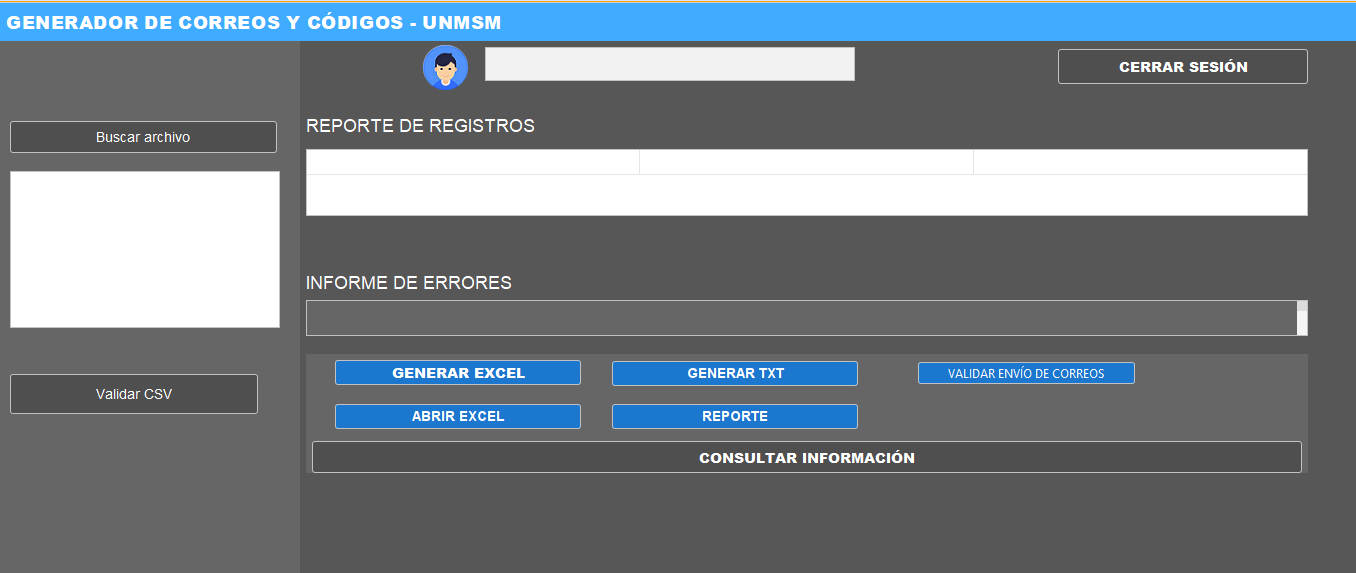 GENERADOR DE CORREOS Y CÓDIGOS - UNMSM
CERRAR SESIÓN
Buscar archivo
REPORTE DE REGISTROS
INFORME DE ERRORES
Validar CSV
GENERAR EXCEL
GENERAR TXT
VALIDAR ENVÍO DE CORREOS
ABRIR EXCEL
REPORTE
CONSULTAR INFORMACIÓN